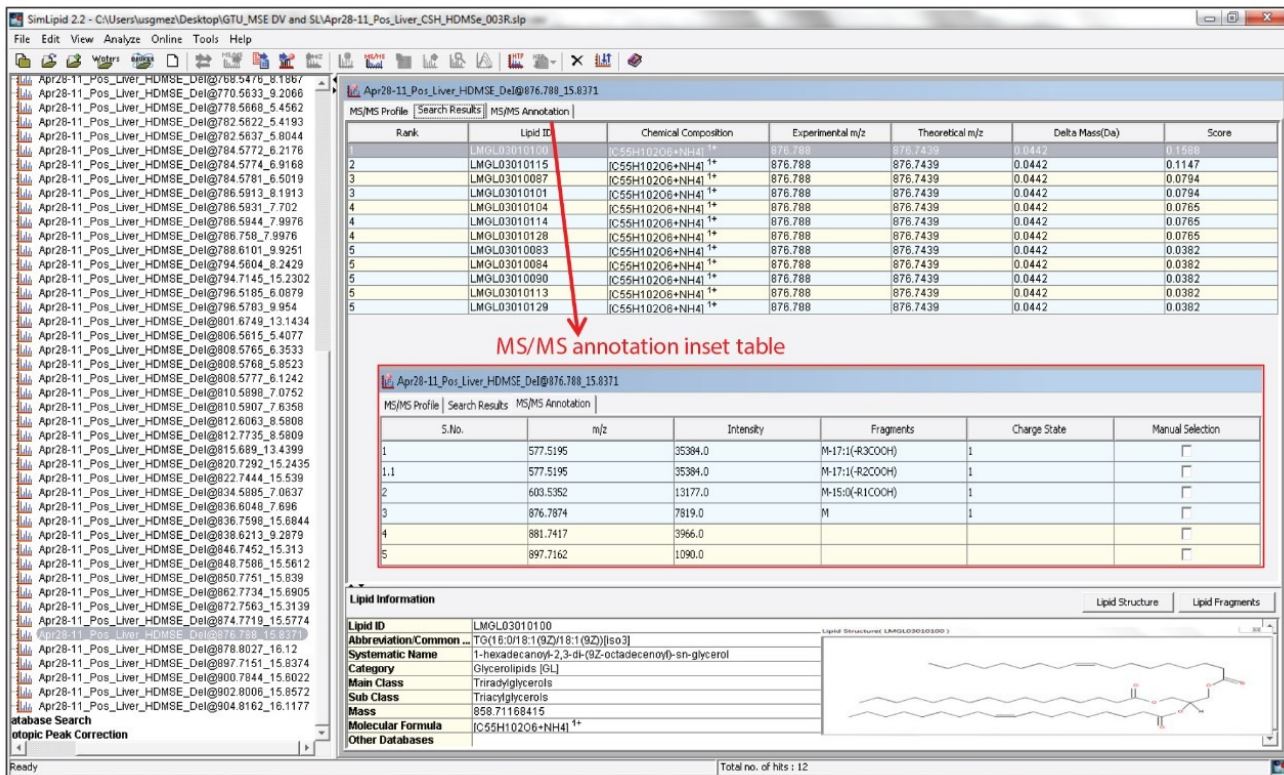 SimLipid 2.2 - C:\Users\usgmez\Desktop\GTU_MSE DV and SL\Apr28-11_Pos_Liver_CSH_HDMSe_003R.slp
File Edit View Analyze Online Tools Help
Apr28-11_Pos_Liver_HDMSE_Del@768.5476_8.1867
Apr28-11_Pos_Liver_HDMSE_Del@770.5633_9.2066
Apr28-11_Pos_Liver_HDMSE_Del@778.5668_5.4562
Apr28-11_Pos_Liver_HDMSE_Del@782.5622_5.4193
Apr28-11_Pos_Liver_HDMSE_Del@782.5637_5.8044
Apr28-11_Pos_Liver_HDMSE_Del@784.5772_6.2176
Apr28-11_Pos_Liver_HDMSE_Del@784.5774_6.9168
Apr28-11_Pos_Liver_HDMSE_Del@784.5781_6.5019
Apr28-11_Pos_Liver_HDMSE_Del@786.5913_8.1913
Apr28-11_Pos_Liver_HDMSE_Del@786.5931_7.702
Apr28-11_Pos_Liver_HDMSE_Del@786.5944_7.9976
Apr28-11_Pos_Liver_HDMSE_Del@786.758_7.9976
Apr28-11_Pos_Liver_HDMSE_Del@788.6101_9.9251
Apr28-11_Pos_Liver_HDMSE_Del@794.5604_8.2429
Apr28-11_Pos_Liver_HDMSE_Del@794.7145_15.2302
Apr28-11_Pos_Liver_HDMSE_Del@796.5185_6.0879
Apr28-11_Pos_Liver_HDMSE_Del@796.5783_9.954
Apr28-11_Pos_Liver_HDMSE_Del@801.6749_13.1434
Apr28-11_Pos_Liver_HDMSE_Del@806.5615_5.4077
Apr28-11_Pos_Liver_HDMSE_Del@808.5765_6.3533
Apr28-11_Pos_Liver_HDMSE_Del@808.5768_5.8523
Apr28-11_Pos_Liver_HDMSE_Del@808.5777_6.1242
Apr28-11_Pos_Liver_HDMSE_Del@810.5898_7.0752
Apr28-11_Pos_Liver_HDMSE_Del@810.5907_7.6358
Apr28-11_Pos_Liver_HDMSE_Del@812.6063_8.5808
Apr28-11_Pos_Liver_HDMSE_Del@812.7735_8.5809
Apr28-11_Pos_Liver_HDMSE_Del@815.689_13.4399
Apr28-11_Pos_Liver_HDMSE_Del@820.7292_15.2435
Apr28-11_Pos_Liver_HDMSE_Del@822.7444_15.539
Apr28-11_Pos_Liver_HDMSE_Del@834.5885_7.0637
Apr28-11_Pos_Liver_HDMSE_Del@836.6048_7.696
Apr28-11_Pos_Liver_HDMSE_Del@836.7598_15.6844
Apr28-11_Pos_Liver_HDMSE_Del@838.6213_9.2879
Apr28-11_Pos_Liver_HDMSE_Del@846.7452_15.313
Apr28-11_Pos_Liver_HDMSE_Del@848.7586_15.5612
Apr28-11_Pos_Liver_HDMSE_Del@850.7751_15.839
Apr28-11_Pos_Liver_HDMSE_Del@862.7734_15.6905
Apr28-11_Pos_Liver_HDMSE_Del@872.7563_15.3139
Apr28-11_Pos_Liver_HDMSE_Del@874.7719_15.5774
Apr28-11_Pos_Liver_HDMSE_Del@876.788_15.8371
Apr28-11_Pos_Liver_HDMSE_Del@878.8027_16.12
Apr28-11_Pos_Liver_HDMSE_Del@897.7151_15.8374
Apr28-11_Pos_Liver_HDMSE_Del@900.7844_15.6022
Apr28-11_Pos_Liver_HDMSE_Del@902.8006_15.8572
Apr28-11_Pos_Liver_HDMSE_Del@904.8162_16.1177
atabase Search
otopic Peak Correction
Apr28-11_Pos_Liver_HDMSE_Del@876.788_15.8371
MS/MS Profile Search Results MS/MS Annotation
Rank Lipid ID Chemical Composition Experimental m/z Theoretical m/z Delta Mass(Da) Score
1 LMGL03010100 [C55H102O6+NH4] 1+ 876.788 876.7439 0.0442 0.1588
2 LMGL03010115 [C55H102O6+NH4] 1+ 876.788 876.7439 0.0442 0.1147
3 LMGL03010087 [C55H102O6+NH4] 1+ 876.788 876.7439 0.0442 0.0794
3 LMGL03010101 [C55H102O6+NH4] 1+ 876.788 876.7439 0.0442 0.0794
4 LMGL03010104 [C55H102O6+NH4] 1+ 876.788 876.7439 0.0442 0.0765
4 LMGL03010114 [C55H102O6+NH4] 1+ 876.788 876.7439 0.0442 0.0765
4 LMGL03010128 [C55H102O6+NH4] 1+ 876.788 876.7439 0.0442 0.0765
5 LMGL03010083 [C55H102O6+NH4] 1+ 876.788 876.7439 0.0442 0.0382
5 LMGL03010084 [C55H102O6+NH4] 1+ 876.788 876.7439 0.0442 0.0382
5 LMGL03010090 [C55H102O6+NH4] 1+ 876.788 876.7439 0.0442 0.0382
5 LMGL03010113 [C55H102O6+NH4] 1+ 876.788 876.7439 0.0442 0.0382
5 LMGL03010129 [C55H102O6+NH4] 1+ 876.788 876.7439 0.0442 0.0382
MS/MS annotation inset table
Apr28-11_Pos_Liver_HDMSE_Del@876.788_15.8371
MS/MS Profile Search Results MS/MS Annotation
S.No. m/z Intensity Fragments Charge State Manual Selection
1 577.5195 35384.0 M-17:1(-R3COOH) 1
1.1 577.5195 35384.0 M-17:1(-R2COOH) 1
2 603.5352 13177.0 M-15:0(-R1COOH) 1
3 876.7874 7819.0 M 1
4 881.7417 3966.0
5 897.7162 1090.0
Lipid Information
Lipid Structure Lipid Fragments
Lipid ID LMGL03010100
Abbreviation/Common ... TG(16:0/18:1(9Z)/18:1(9Z))[iso3]
Systematic Name 1-hexadecanoyl-2,3-di-(9Z-octadecenoyl)-sn-glycerol
Category Glycerolipids [GL]
Main Class Triradylglycerols
Sub Class Triacylglycerols
Mass 858.71168415
Molecular Formula [C55H102O6+NH4] 1+
Other Databases
Lipid Structure( LMGL03010100 )
Ready
Total no. of hits : 12